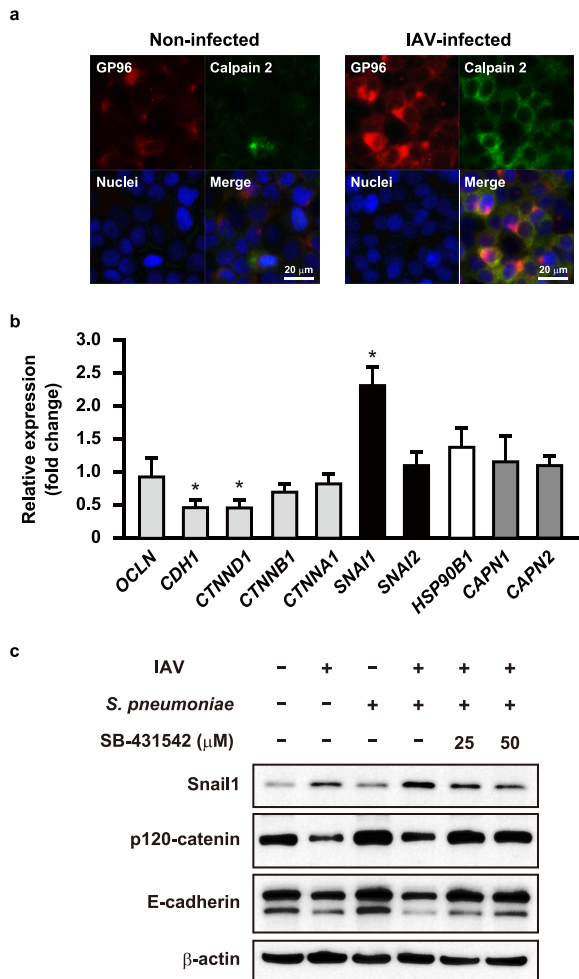 a
Non-infected IAV-infected
GP96 Calpain 2 GP96 Calpain 2
Nuclei Merge Nuclei Merge
20 μm 20 μm
b
Relative expression
(fold change)
3.0
2.5
2.0
1.5
1.0
0.5
0
* * *
OCLN CDH1 CTNND1 CTNNB1 CTNNA1 SNAI1 SNAI2 HSP90B1 CAPN1 CAPN2
c
IAV – + – + + +
S. pneumoniae – – + + + +
SB-431542 (μM) – – – – 25 50
Snail1
p120-catenin
E-cadherin
β-actin